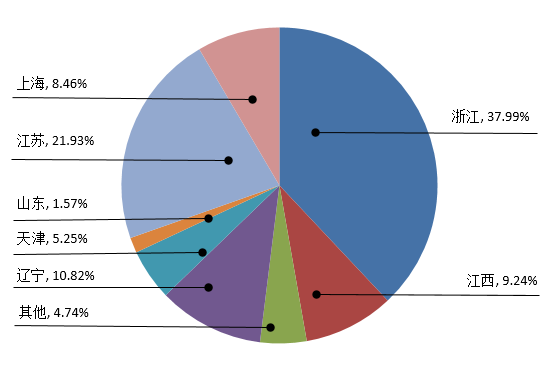 上海, 8.46%
浙江, 37.99%
江苏, 21.93%
山东, 1.57%
天津, 5.25%
辽宁, 10.82%
江西, 9.24%
其他, 4.74%